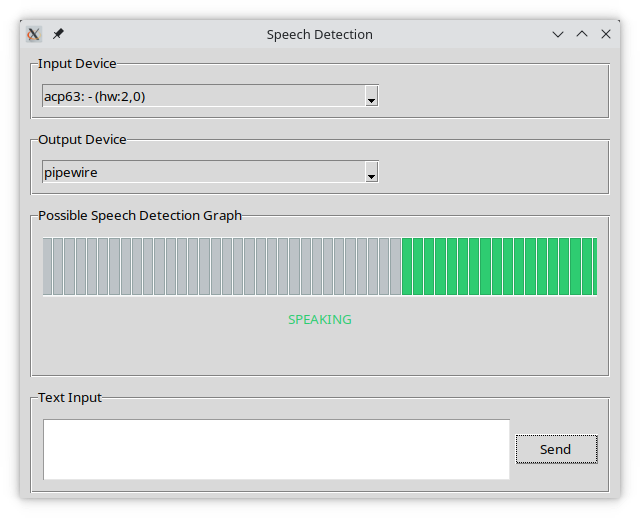 Speech Detection
Input Device
acp63: - (hw:2,0)
Output Device
pipewire
Possible Speech Detection Graph
SPEAKING
Text Input
Send